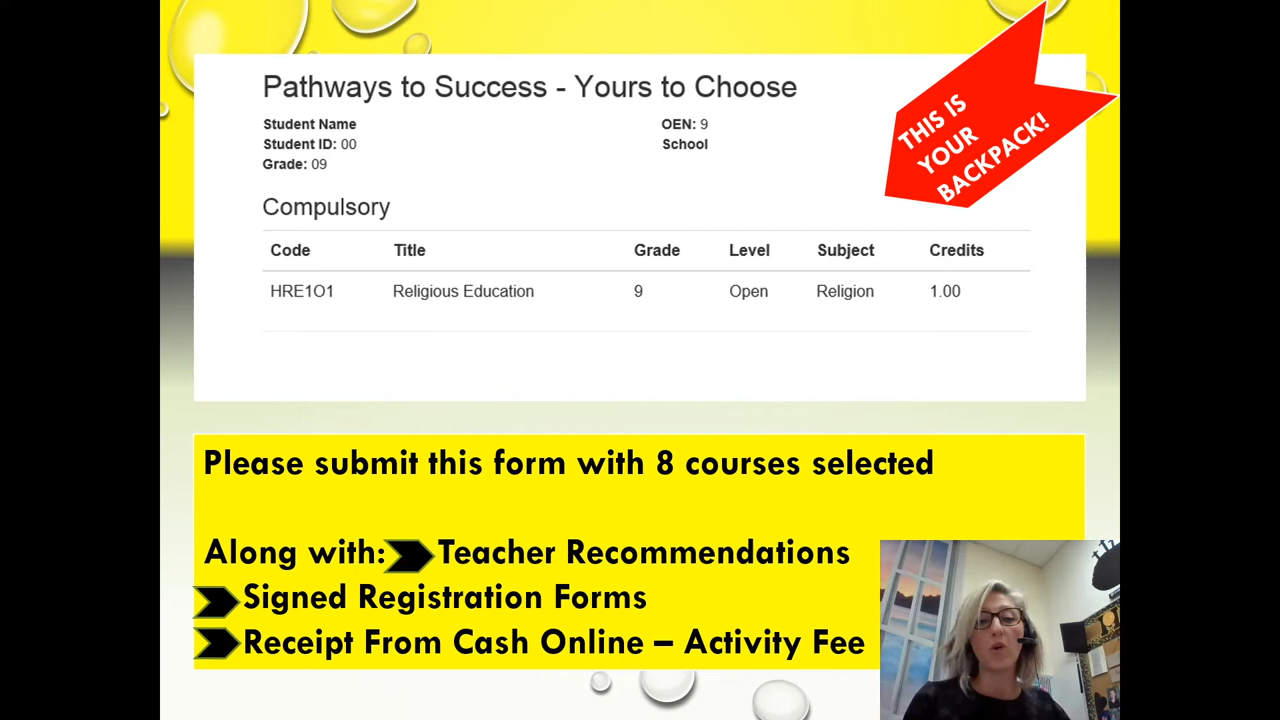 Pathways to Success - Yours to Choose
Student Name
OEN: 9
Student ID: 00
School
Grade: 09
THIS IS
YOUR
BACKPACK!
Compulsory
Code Title Grade Level Subject Credits
HRE1O1 Religious Education 9 Open Religion 1.00
Please submit this form with 8 courses selected
Along with: Teacher Recommendations
Signed Registration Forms
Receipt From Cash Online – Activity Fee